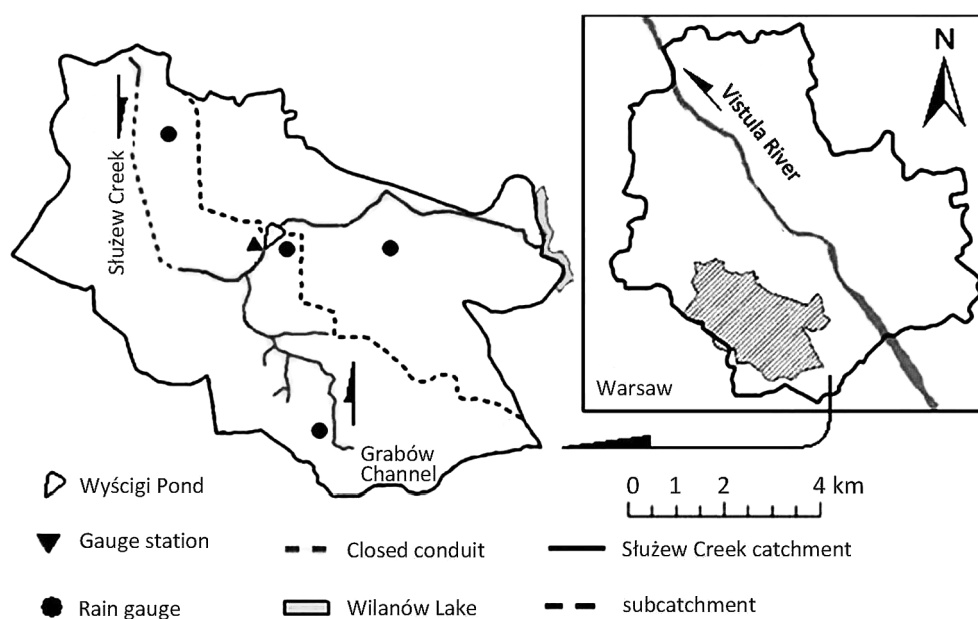 N
Vistula River
Służew Creek
Warsaw
Grabów
Channel
0 1 2 4 km
Wyścigi Pond
Gauge station
Closed conduit
Służew Creek catchment
Rain gauge
Wilanów Lake
subcatchment